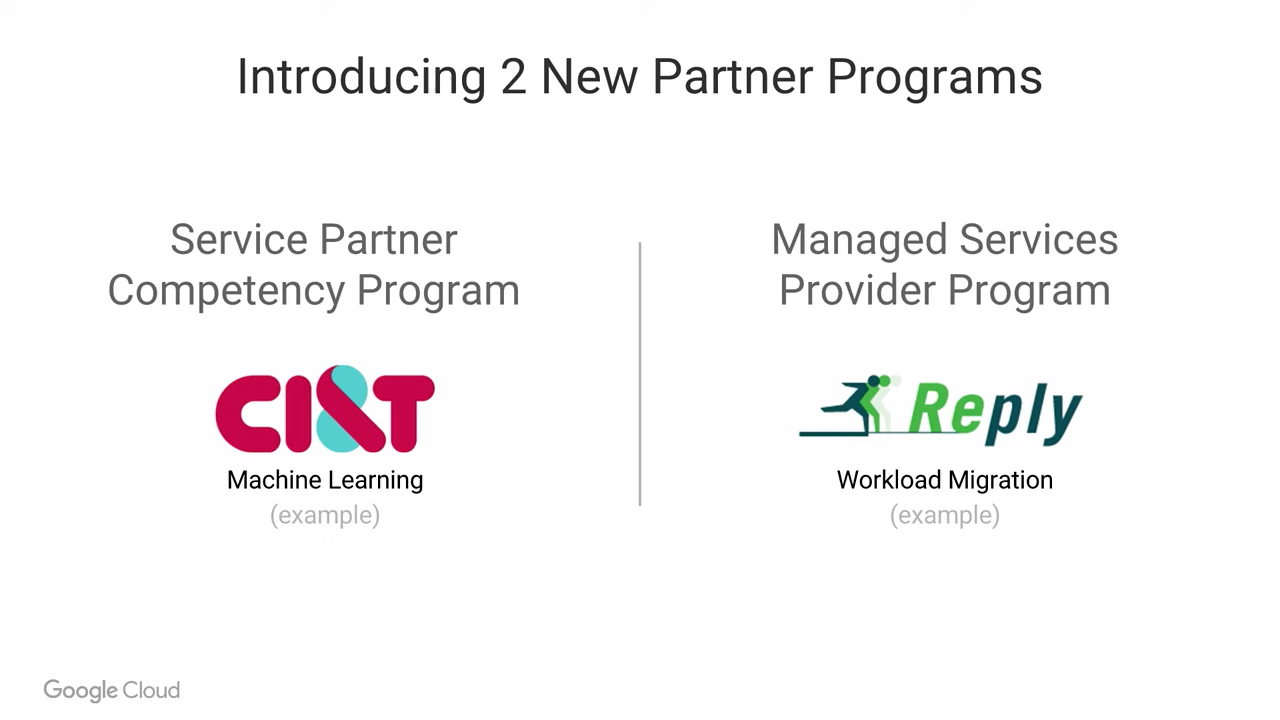 Introducing 2 New Partner Programs
Service Partner
Competency Program
CI&T
Machine Learning
(example)
Managed Services
Provider Program
Reply
Workload Migration
(example)
Google Cloud